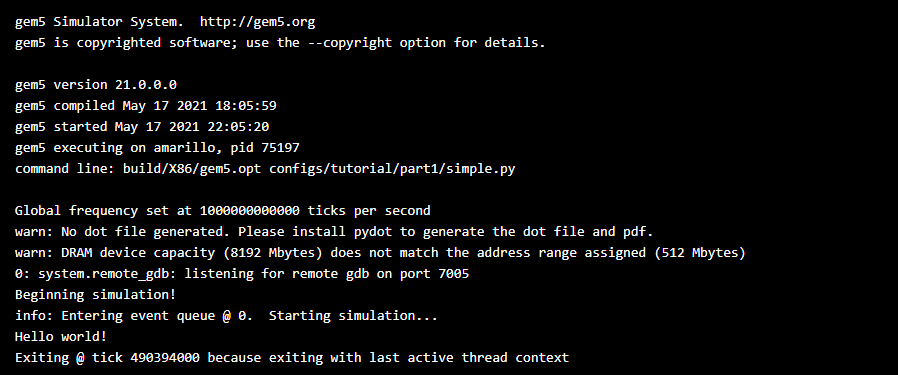 gem5 Simulator System.  http://gem5.org
gem5 is copyrighted software; use the --copyright option for details.
gem5 version 21.0.0.0
gem5 compiled May 17 2021 18:05:59
gem5 started May 17 2021 22:05:20
gem5 executing on amarillo, pid 75197
command line: build/X86/gem5.opt configs/tutorial/part1/simple.py
Global frequency set at 1000000000000 ticks per second
warn: No dot file generated. Please install pydot to generate the dot file and pdf.
warn: DRAM device capacity (8192 Mbytes) does not match the address range assigned (512 Mbytes)
0: system.remote_gdb: listening for remote gdb on port 7005
Beginning simulation!
info: Entering event queue @ 0.  Starting simulation...
Hello world!
Exiting @ tick 490394000 because exiting with last active thread context